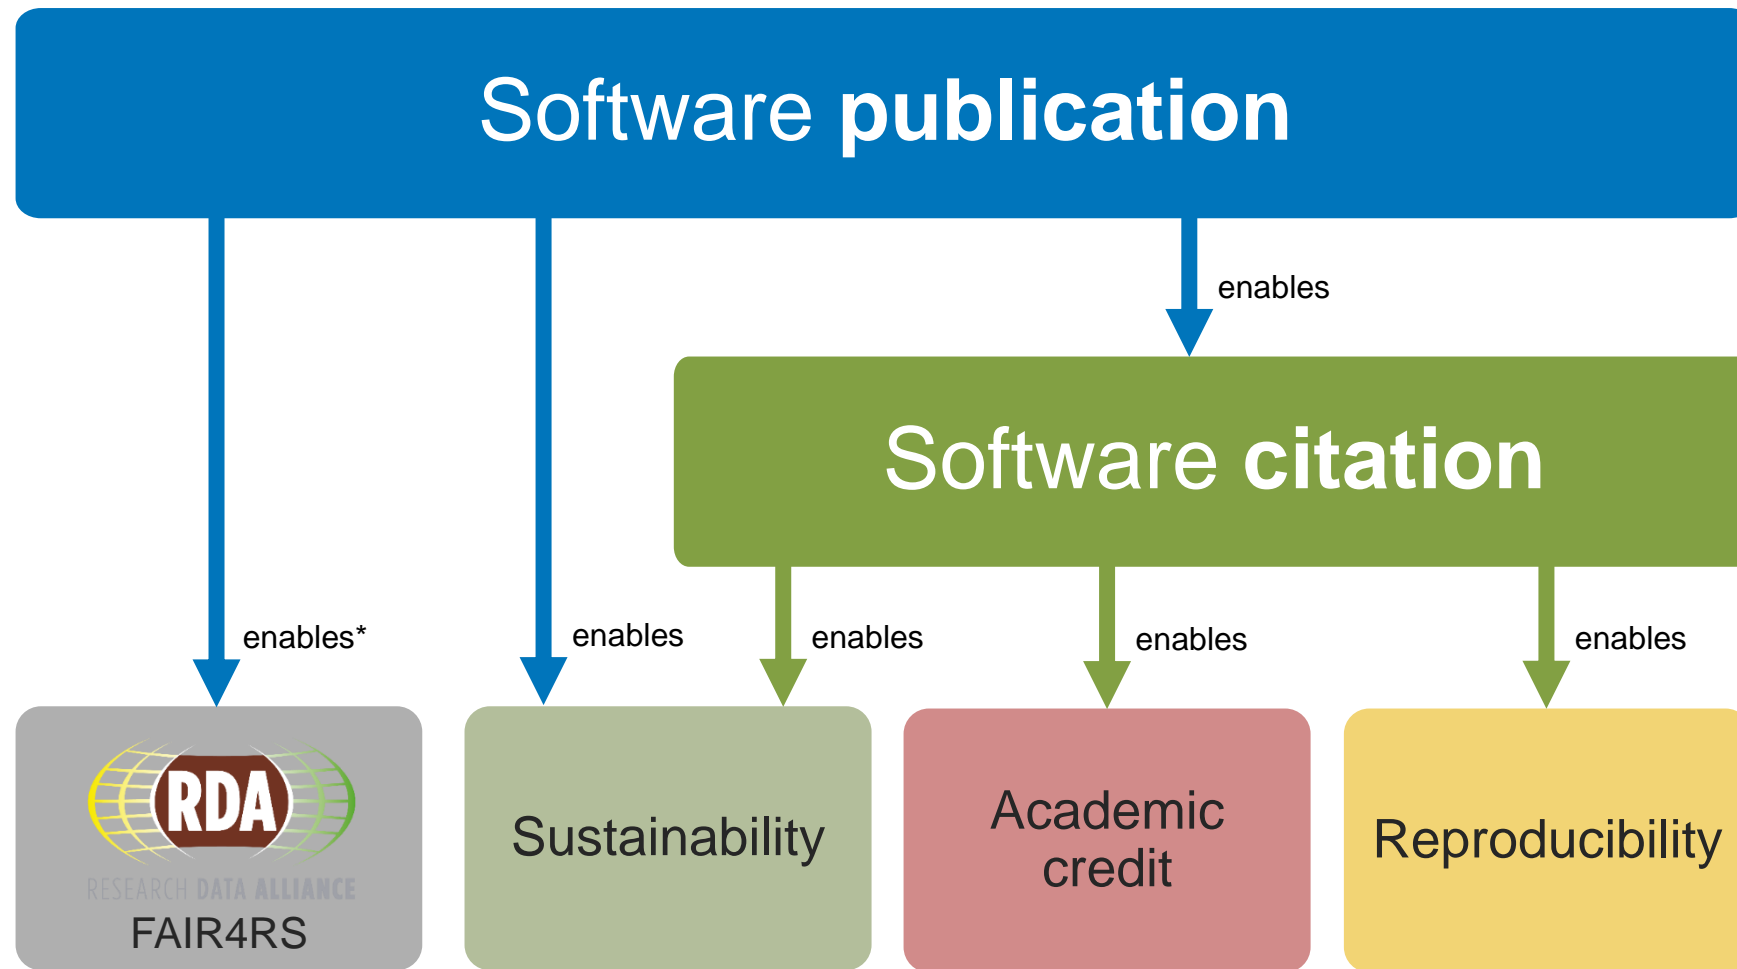 Software publication
enables
Software citation
enables*
enables
enables
enables
enables
RDA
RESEARCH DATA ALLIANCE
FAIR4RS
Sustainability
Academic
credit
Reproducibility